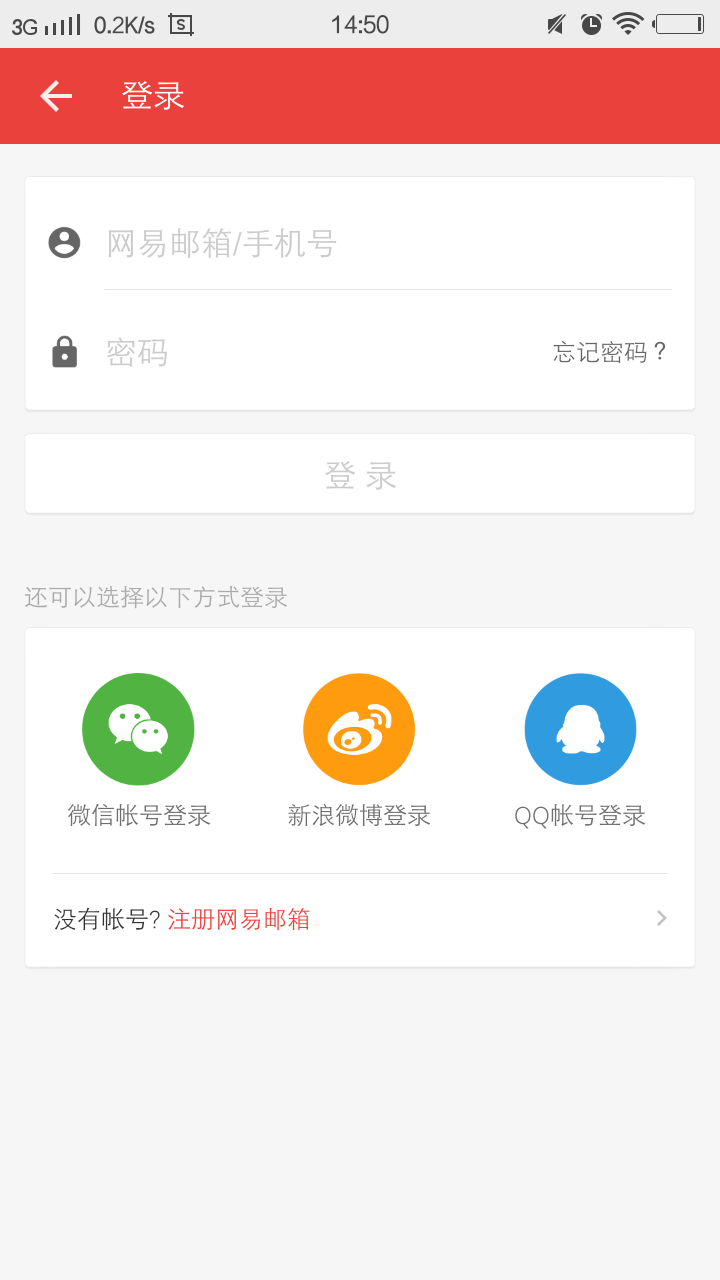 3G 0.2K/s S 14:50
登录
网易邮箱/手机号
密码 忘记密码？
登 录
还可以选择以下方式登录
微信帐号登录 新浪微博登录 QQ帐号登录
没有帐号? 注册网易邮箱